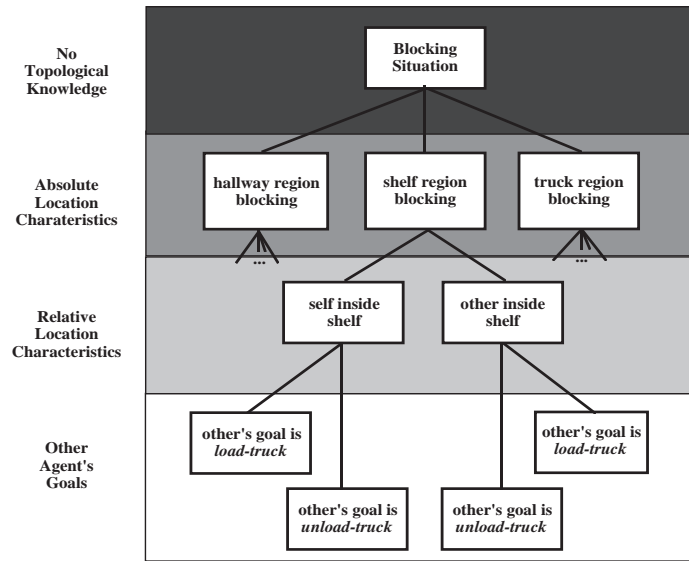 No
Topological
Knowledge
Blocking
Situation
Absolute
Location
Charateristics
hallway region
blocking
shelf region
blocking
truck region
blocking
...
...
Relative
Location
Characteristics
self inside
shelf
other inside
shelf
Other
Agent's
Goals
other's goal is
load-truck
other's goal is
load-truck
other's goal is
unload-truck
other's goal is
unload-truck